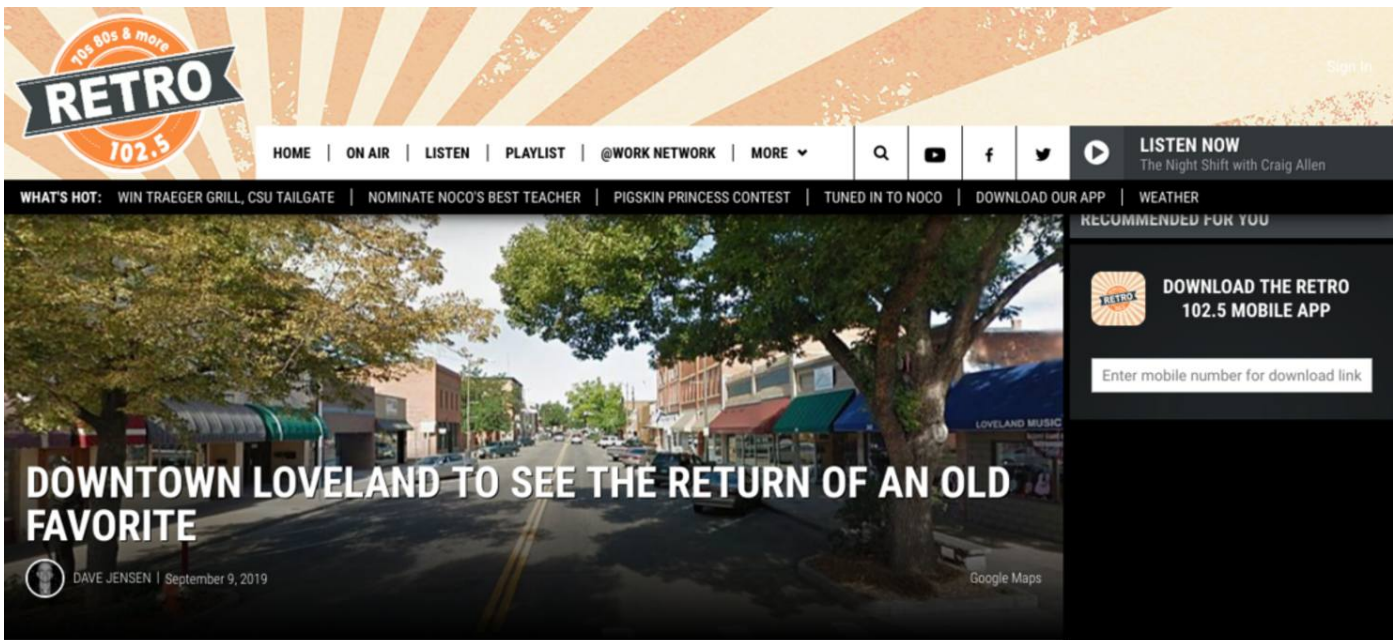 70s 80s & more
RETRO
102.5
Sign In
HOME | ON AIR | LISTEN | PLAYLIST | @WORK NETWORK | MORE
LISTEN NOW
The Night Shift with Craig Allen
WHAT'S HOT: WIN TRAEGER GRILL, CSU TAILGATE | NOMINATE NOCO'S BEST TEACHER | PIGSKIN PRINCESS CONTEST | TUNED IN TO NOCO | DOWNLOAD OUR APP | WEATHER
RECOMMENDED FOR YOU
RETRO
DOWNLOAD THE RETRO
102.5 MOBILE APP
Enter mobile number for download link
LOVELAND MUSIC
DOWNTOWN LOVELAND TO SEE THE RETURN OF AN OLD
FAVORITE
DAVE JENSEN | September 9, 2019
Google Maps